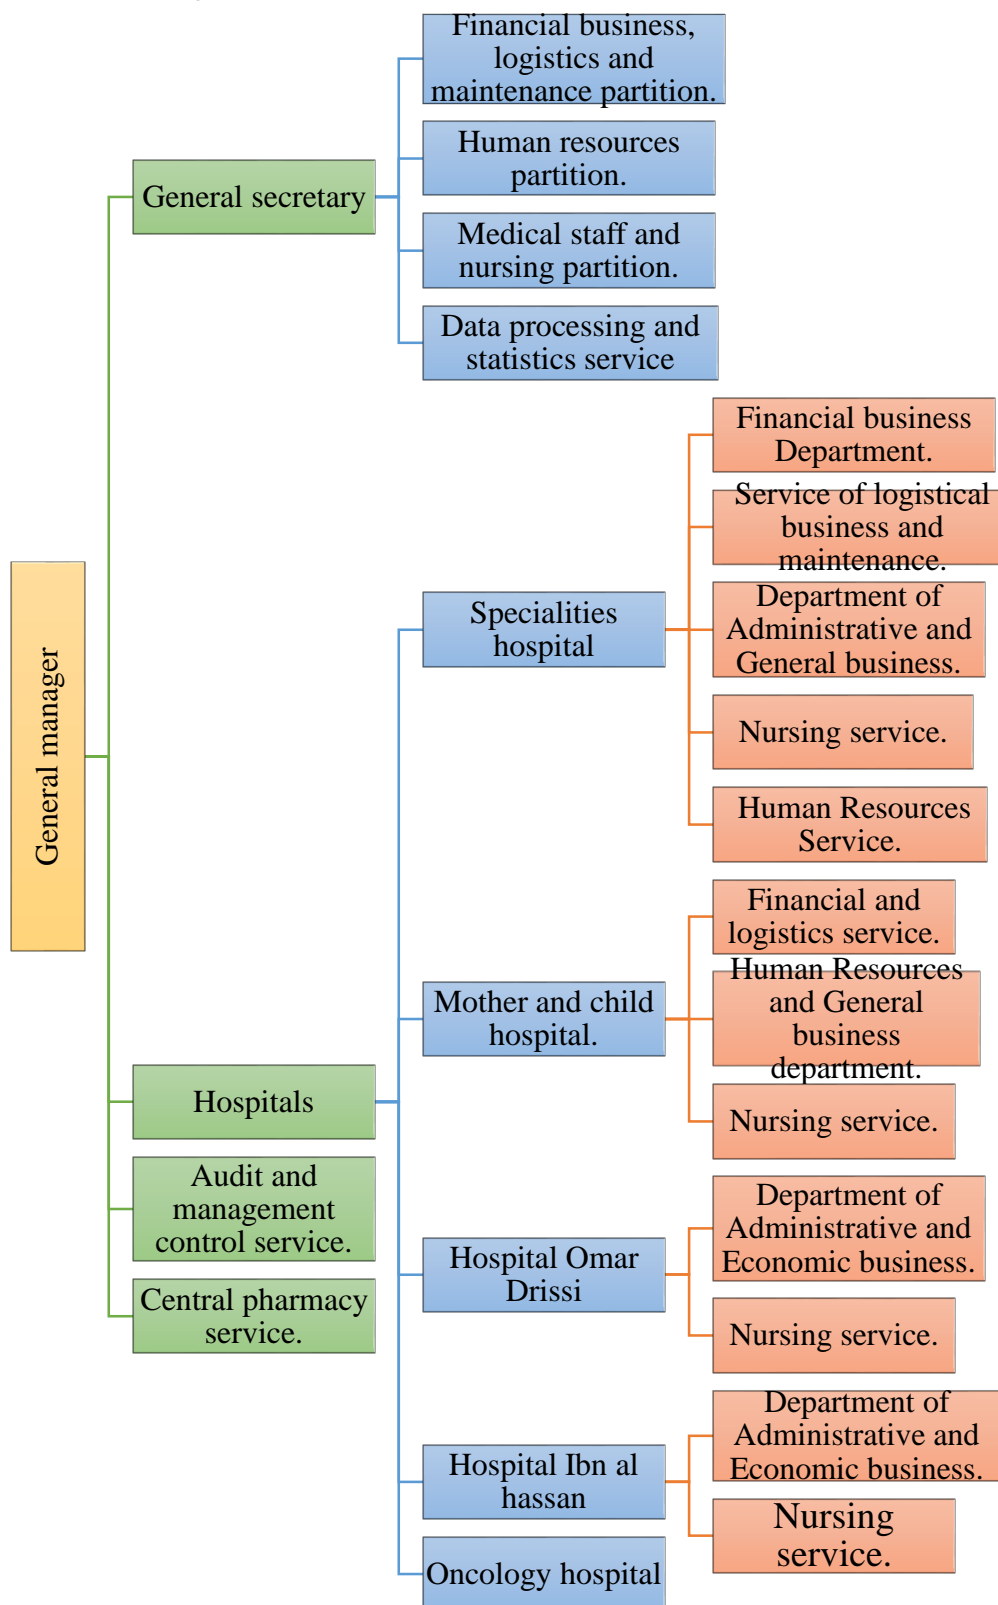 General manager
General secretary
Financial business,
logistics and
maintenance partition.
Human resources
partition.
Medical staff and
nursing partition.
Data processing and
statistics service
Hospitals
Specialities
hospital
Financial business
Department.
Service of logistical
business and
maintenance.
Department of
Administrative and
General business.
Nursing service.
Human Resources
Service.
Mother and child
hospital.
Financial and
logistics service.
Human Resources
and General
business
department.
Nursing service.
Hospital Omar
Drissi
Department of
Administrative and
Economic business.
Nursing service.
Hospital Ibn al
hassan
Department of
Administrative and
Economic business.
Nursing
service.
Oncology hospital
Audit and
management
control service.
Central pharmacy
service.